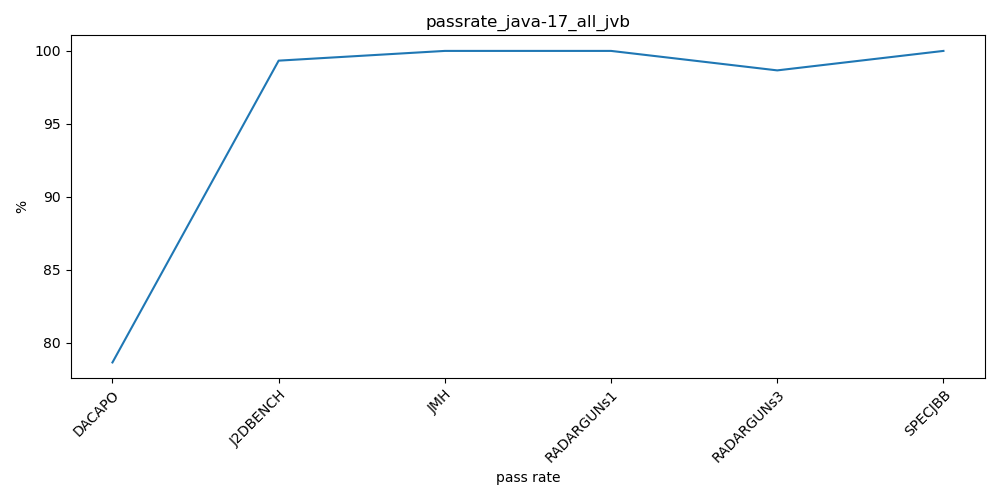 passrate_java-17_all_jvb
100
95
90
85
80
%
DACAPO
J2DBENCH
JMH
RADARGUNs1
RADARGUNs3
SPECJBB
pass rate